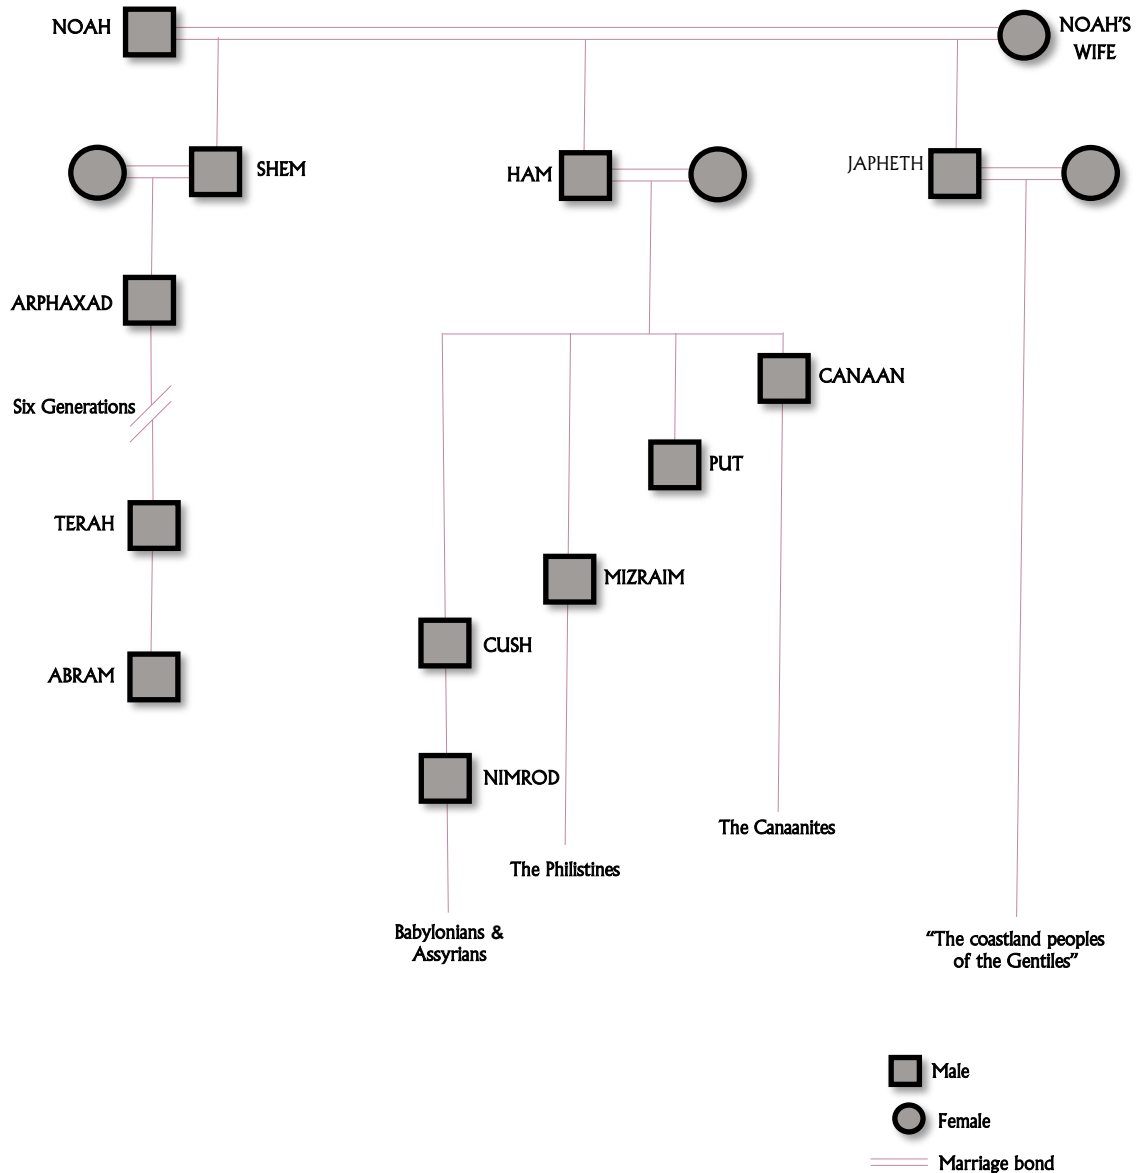 NOAH
NOAH'S
WIFE
SHEM
HAM
JAPHETH
ARPHAXAD
CANAAN
Six Generations
PUT
TERAH
MIZRAIM
CUSH
ABRAM
NIMROD
The Canaanites
The Philistines
Babylonians &
Assyrians
“The coastland peoples
of the Gentiles”
Male
Female
Marriage bond